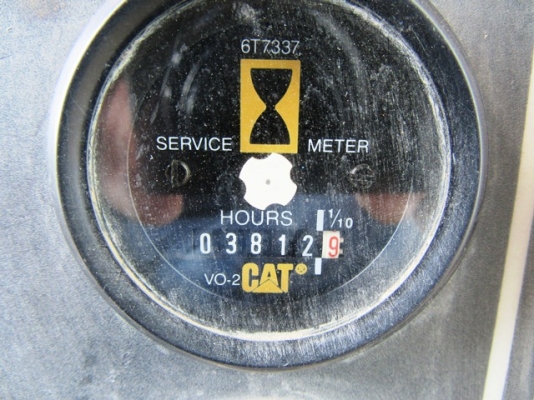 6T7337
SERVICE METER
HOURS 1/10
038129
VO-2 CAT®